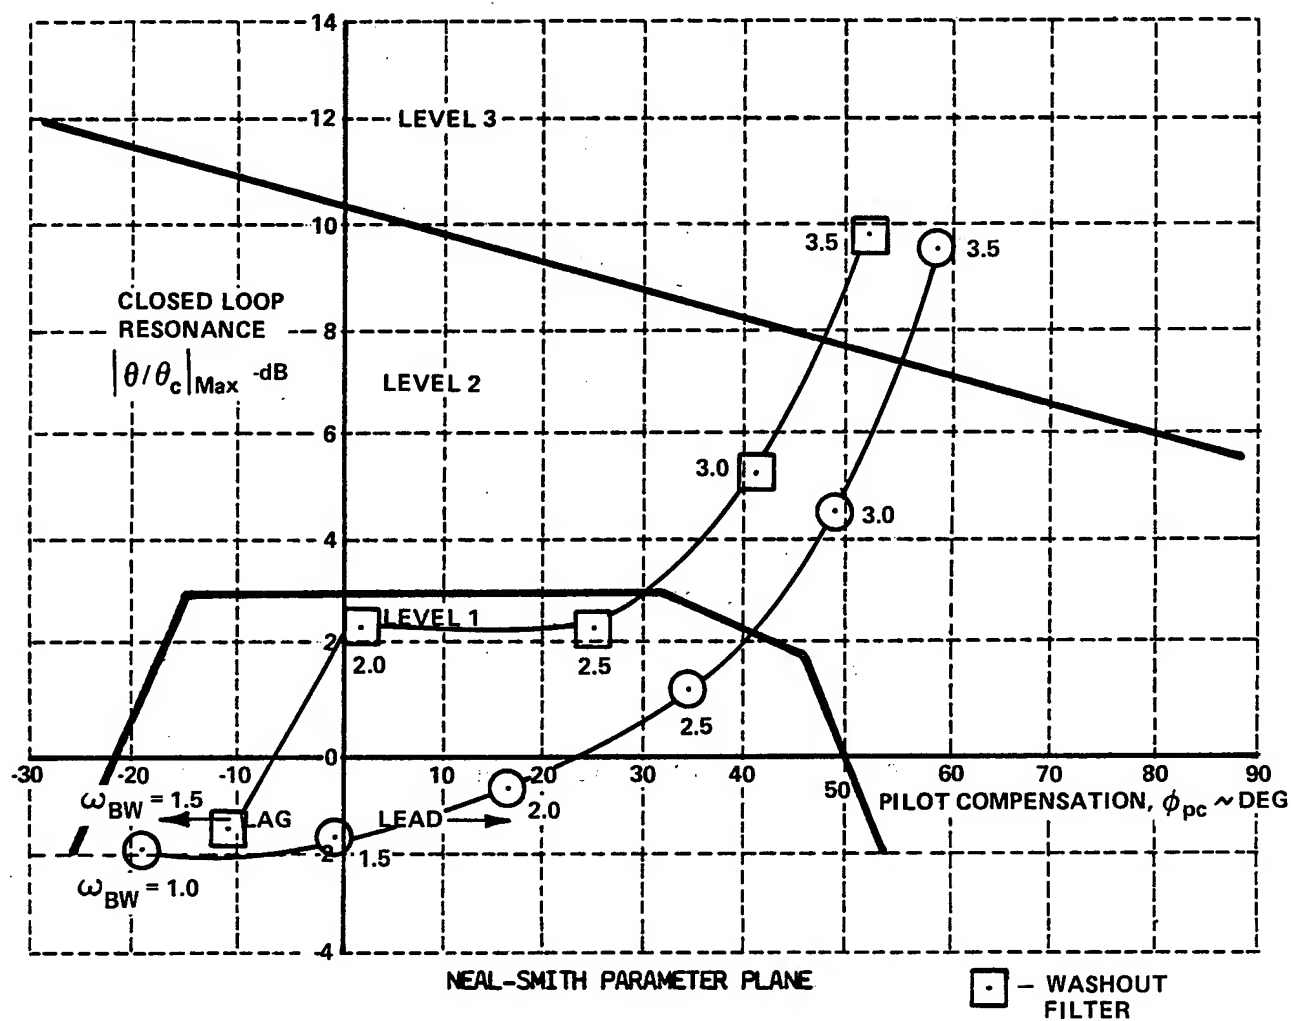 14
12
LEVEL 3
10
3.5
3.5
CLOSED LOOP
RESONANCE
8
|θ/θc|Max -dB
LEVEL 2
6
3.0
3.0
4
LEVEL 1
2
2.0
2.5
2.5
0
-30 -20 -10 10 20 30 40 50 60 70 80 90
PILOT COMPENSATION, ϕpc ~ DEG
ωBW = 1.5
LAG
LEAD
2.0
-2
1.5
ωBW = 1.0
-4
NEAL-SMITH PARAMETER PLANE
– WASHOUT
FILTER